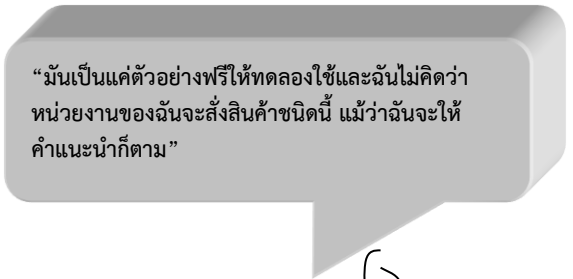 “มันเป็นแค่ตัวอย่างฟรีให้ทดลองใช้และฉันไม่คิดว่า
หน่วยงานของฉันจะสั่งสินค้าชนิดนี้ แม้ว่าฉันจะให้
คำแนะนำก็ตาม”